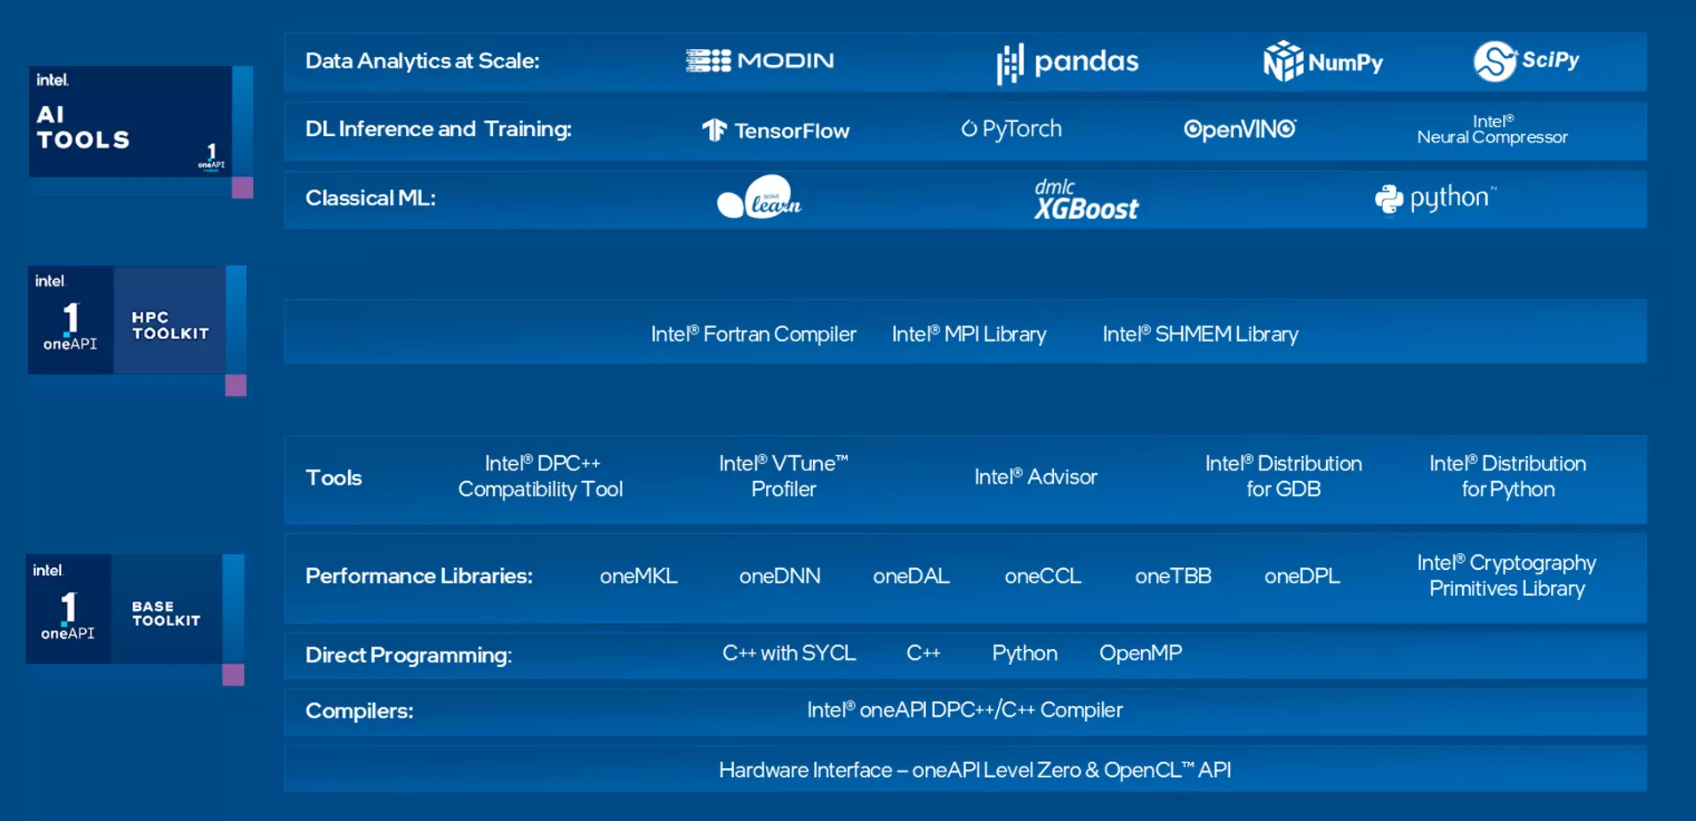 intel.
AI
TOOLS
1
oneAPI
Data Analytics at Scale:
MODIN
pandas
NumPy
SciPy
DL Inference and Training:
TensorFlow
PyTorch
OpenVINO™
Intel®
Neural Compressor
Classical ML:
learn
dmlc
XGBoost
python™
intel.
1
oneAPI
HPC
TOOLKIT
Intel® Fortran Compiler
Intel® MPI Library
Intel® SHMEM Library
intel.
1
oneAPI
BASE
TOOLKIT
Tools
Intel® DPC++
Compatibility Tool
Intel® VTune™
Profiler
Intel® Advisor
Intel® Distribution
for GDB
Intel® Distribution
for Python
Performance Libraries:
oneMKL
oneDNN
oneDAL
oneCCL
oneTBB
oneDPL
Intel® Cryptography
Primitives Library
Direct Programming:
C++ with SYCL
C++
Python
OpenMP
Compilers:
Intel® oneAPI DPC++/C++ Compiler
Hardware Interface – oneAPI Level Zero & OpenCL™ API